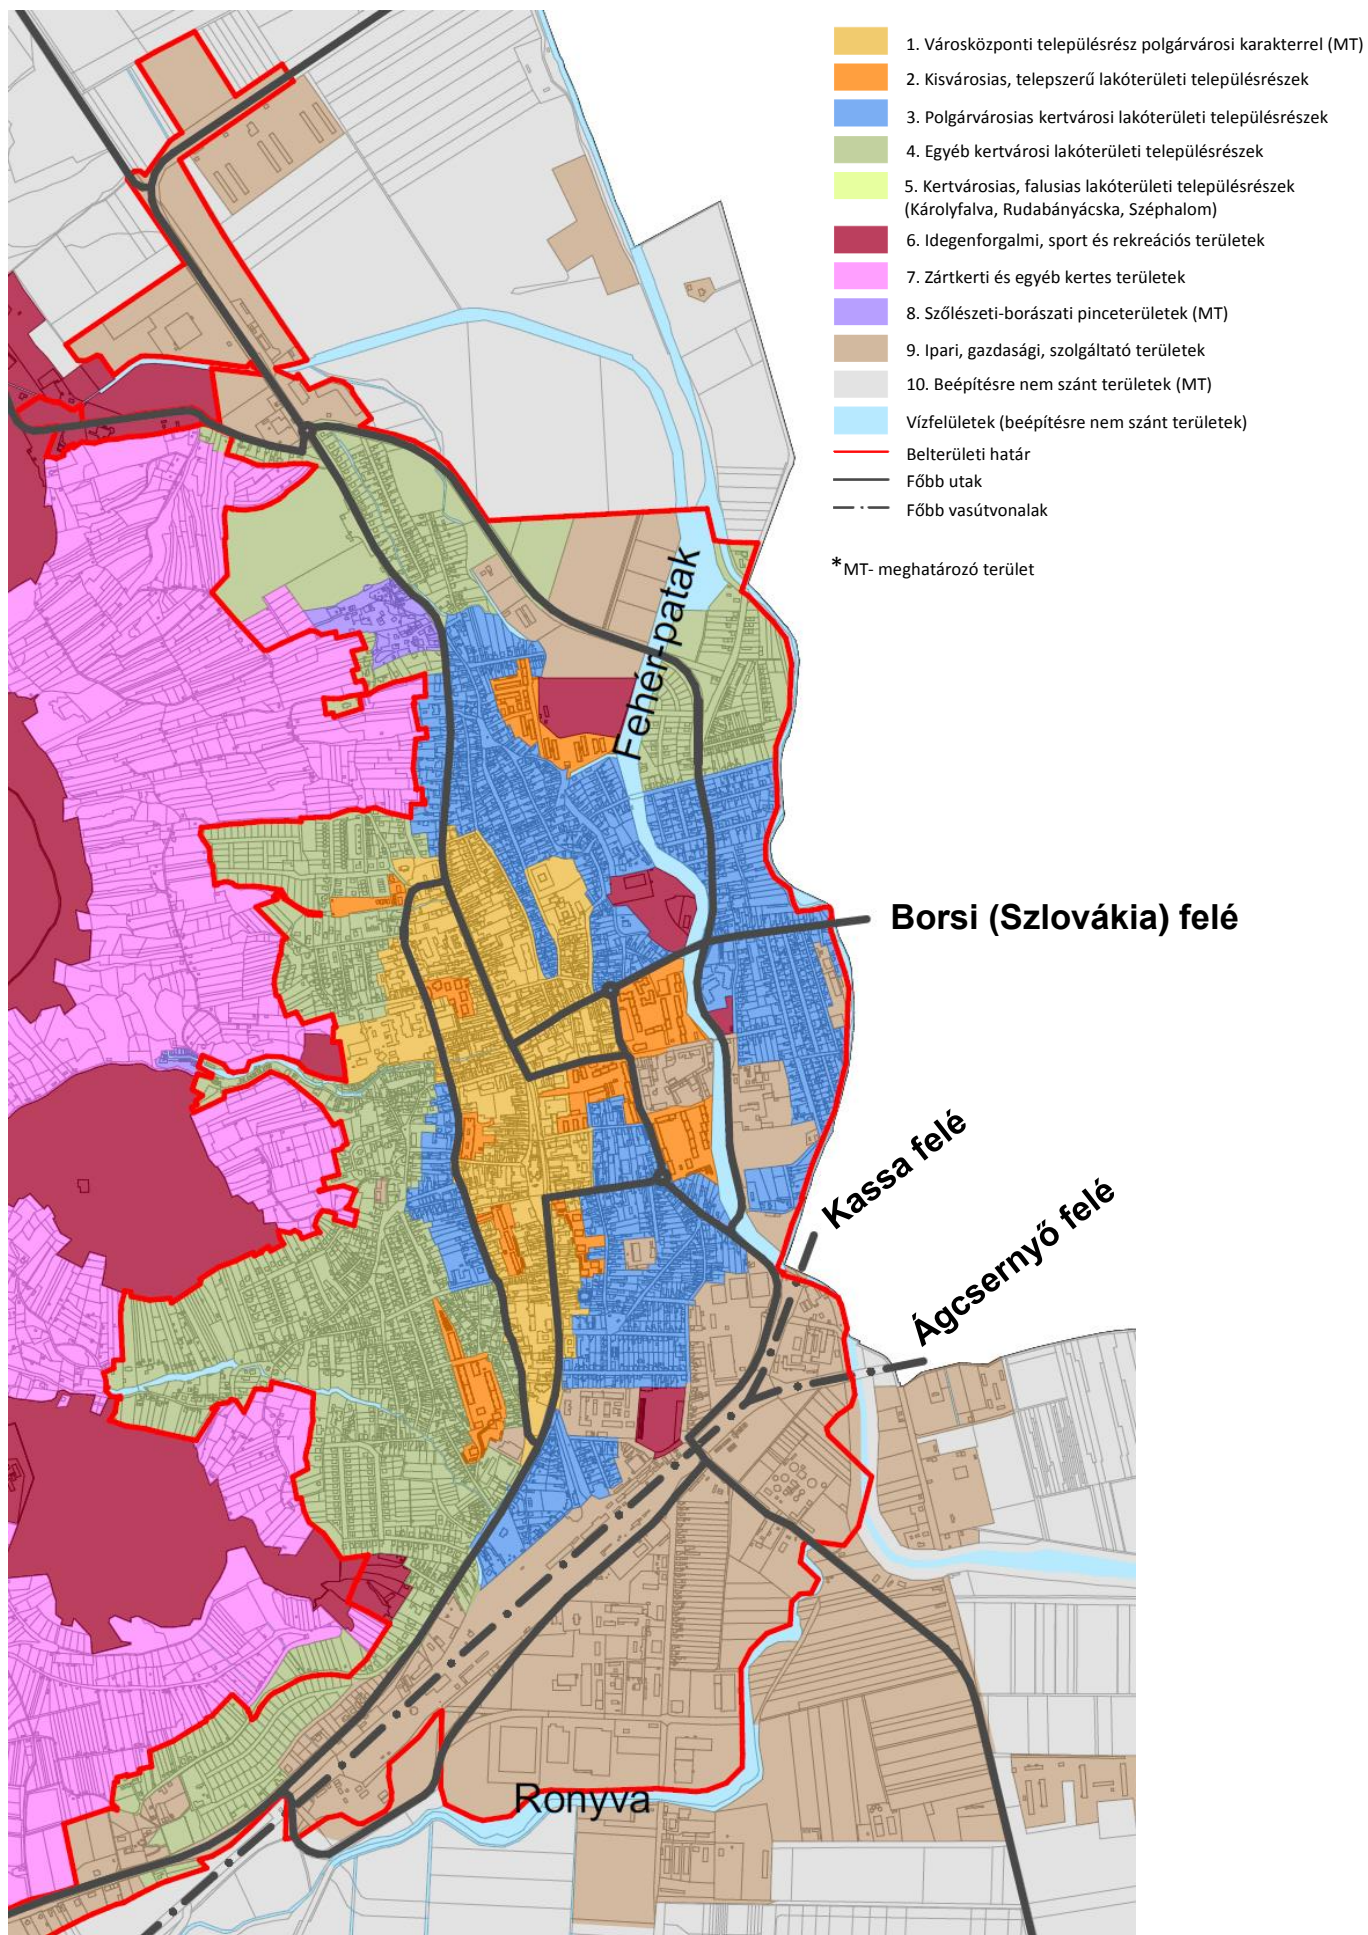 1. Városközponti településrész polgárvárosi karakterrel (MT)
2. Kisvárosias, telepszerű lakóterületi településrészek
3. Polgárvárosias kertvárosi lakóterületi településrészek
4. Egyéb kertvárosi lakóterületi településrészek
5. Kertvárosias, falusias lakóterületi településrészek
(Károlyfalva, Rudabányácska, Széphalom)
6. Idegenforgalmi, sport és rekreációs területek
7. Zártkerti és egyéb kertes területek
8. Szőlészeti-borászati pinceterületek (MT)
9. Ipari, gazdasági, szolgáltató területek
10. Beépítésre nem szánt területek (MT)
Vízfelületek (beépítésre nem szánt területek)
Belterületi határ
Főbb utak
Főbb vasútvonalak
*MT- meghatározó terület
Fehér-patak
Borsi (Szlovákia) felé
Kassa felé
Ágcsernyő felé
Ronyva